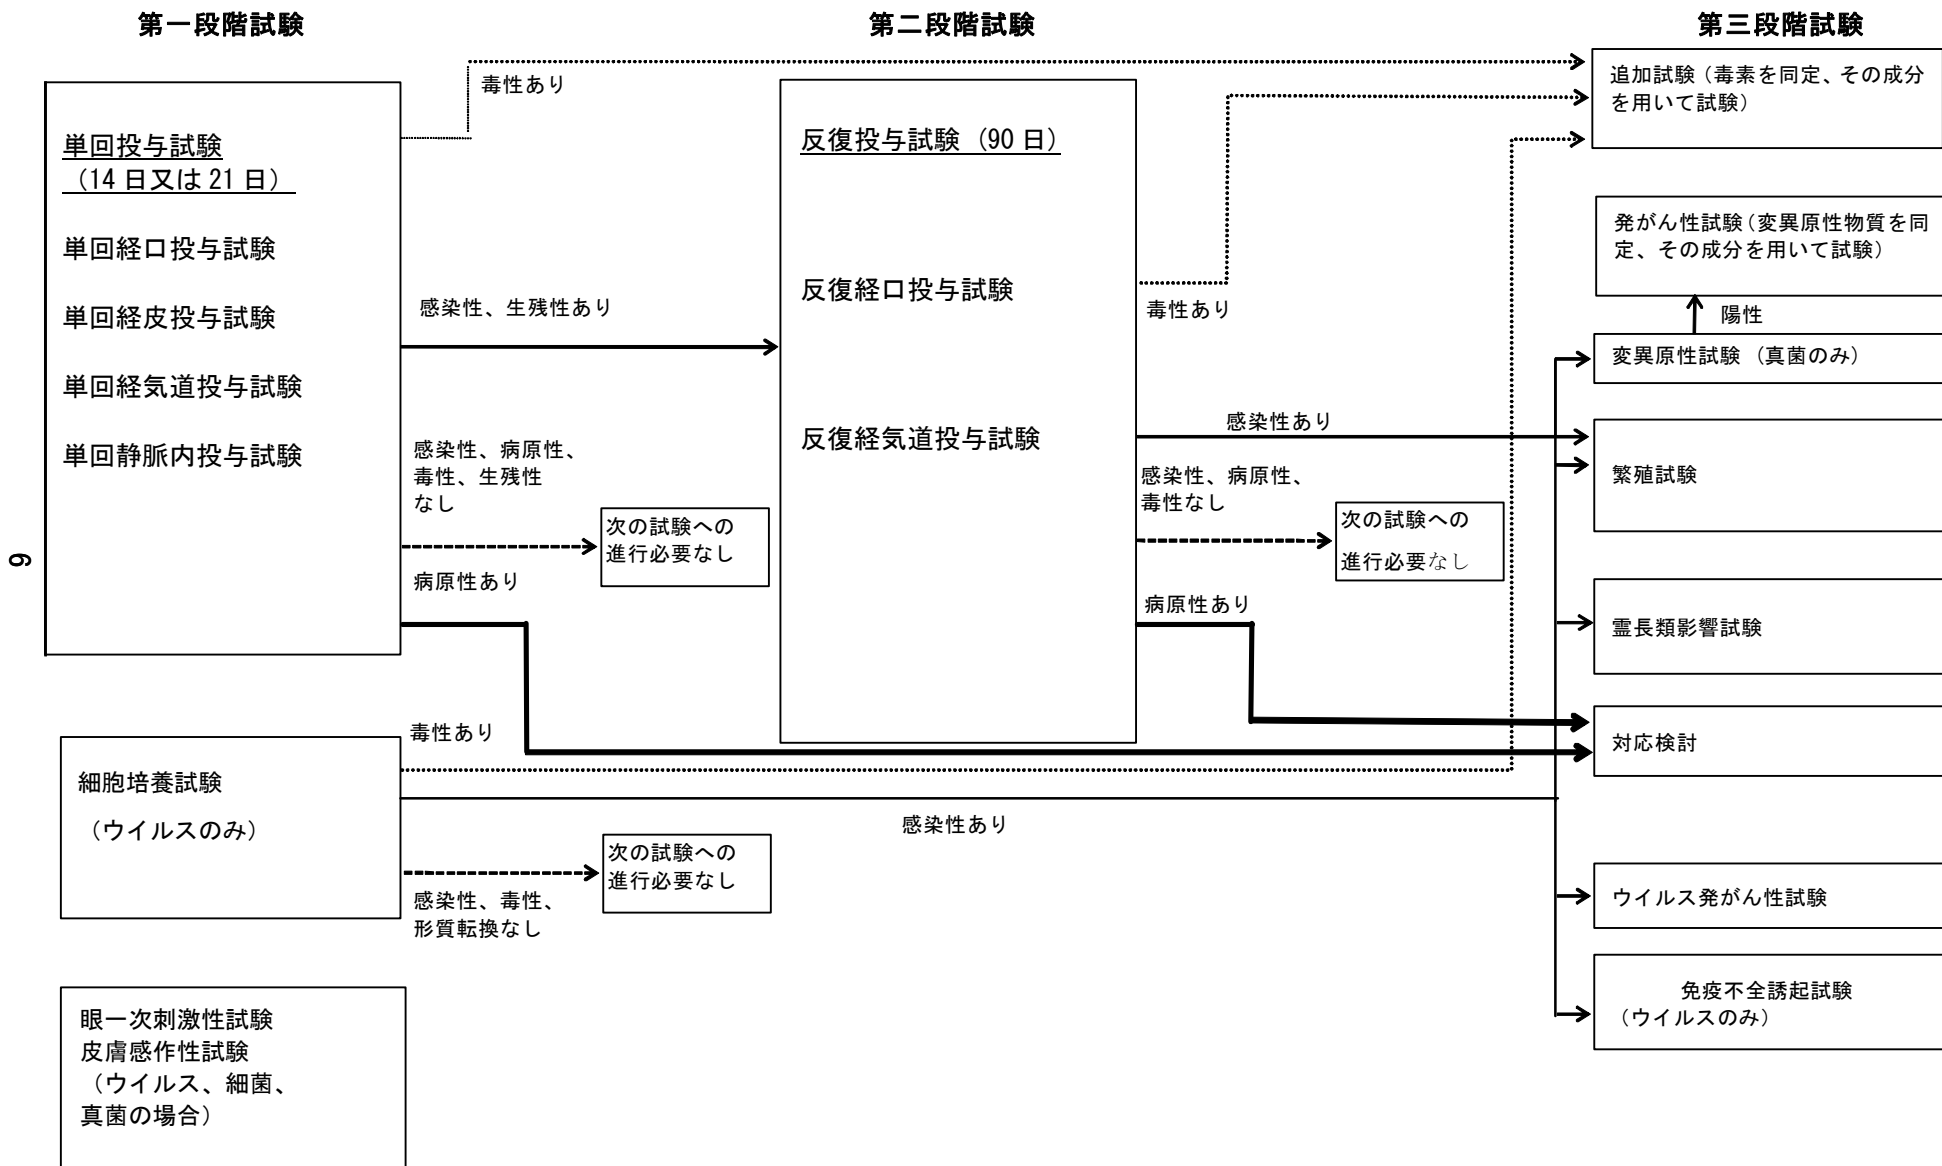 第一段階試験
第二段階試験
第三段階試験
単回投与試験
（14 日又は 21 日）
単回経口投与試験
単回経皮投与試験
単回経気道投与試験
単回静脈内投与試験
毒性あり
感染性、生残性あり
感染性、病原性、
毒性、生残性
なし
次の試験への
進行必要なし
病原性あり
反復投与試験（90 日）
反復経口投与試験
反復経気道投与試験
毒性あり
感染性あり
感染性、病原性、
毒性なし
次の試験への
進行必要なし
病原性あり
追加試験（毒素を同定、その成分
を用いて試験）
発がん性試験（変異原性物質を同
定、その成分を用いて試験）
陽性
変異原性試験（真菌のみ）
繁殖試験
霊長類影響試験
対応検討
ウイルス発がん性試験
免疫不全誘起試験
（ウイルスのみ）
細胞培養試験
（ウイルスのみ）
毒性あり
感染性あり
次の試験への
進行必要なし
感染性、毒性、
形質転換なし
眼一次刺激性試験
皮膚感作性試験
（ウイルス、細菌、
真菌の場合）
9